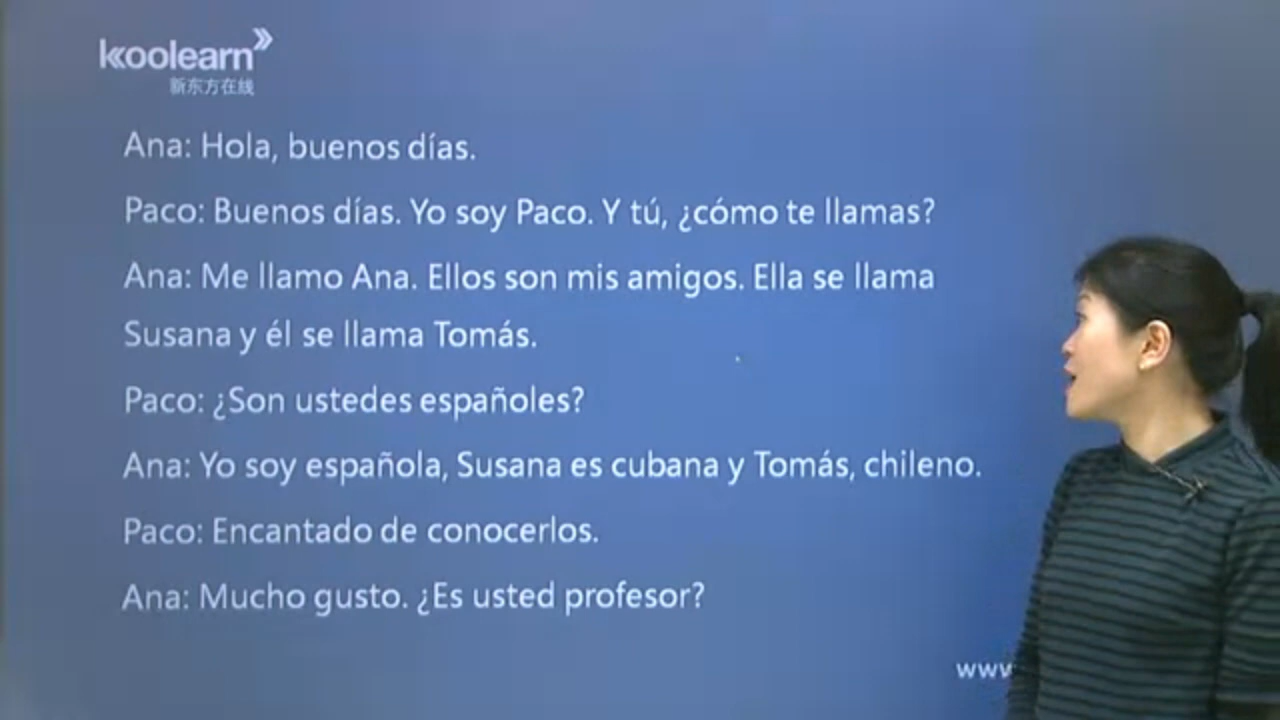 koolearn
新东方在线
Ana: Hola, buenos días.
Paco: Buenos días. Yo soy Paco. Y tú, ¿cómo te llamas?
Ana: Me llamo Ana. Ellos son mis amigos. Ella se llama
Susana y él se llama Tomás.
Paco: ¿Son ustedes españoles?
Ana: Yo soy española, Susana es cubana y Tomás, chileno.
Paco: Encantado de conocerlos.
Ana: Mucho gusto. ¿Es usted profesor?
www